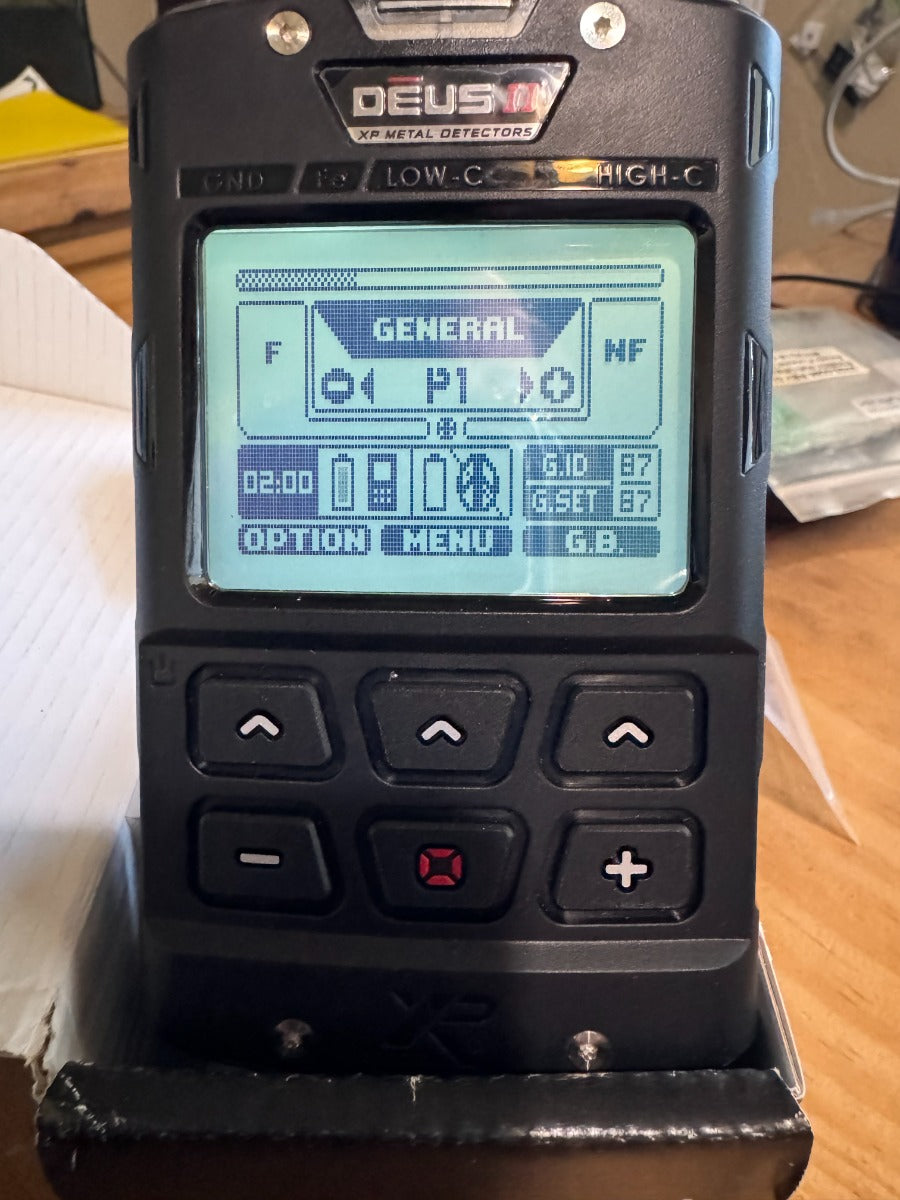 DEUS II
XP METAL DETECTORS
GND Fe LOW-C HIGH-C
GENERAL
F MF
P1
02:00 G.ID 87
G.SET 87
OPTION MENU G.B.
XP